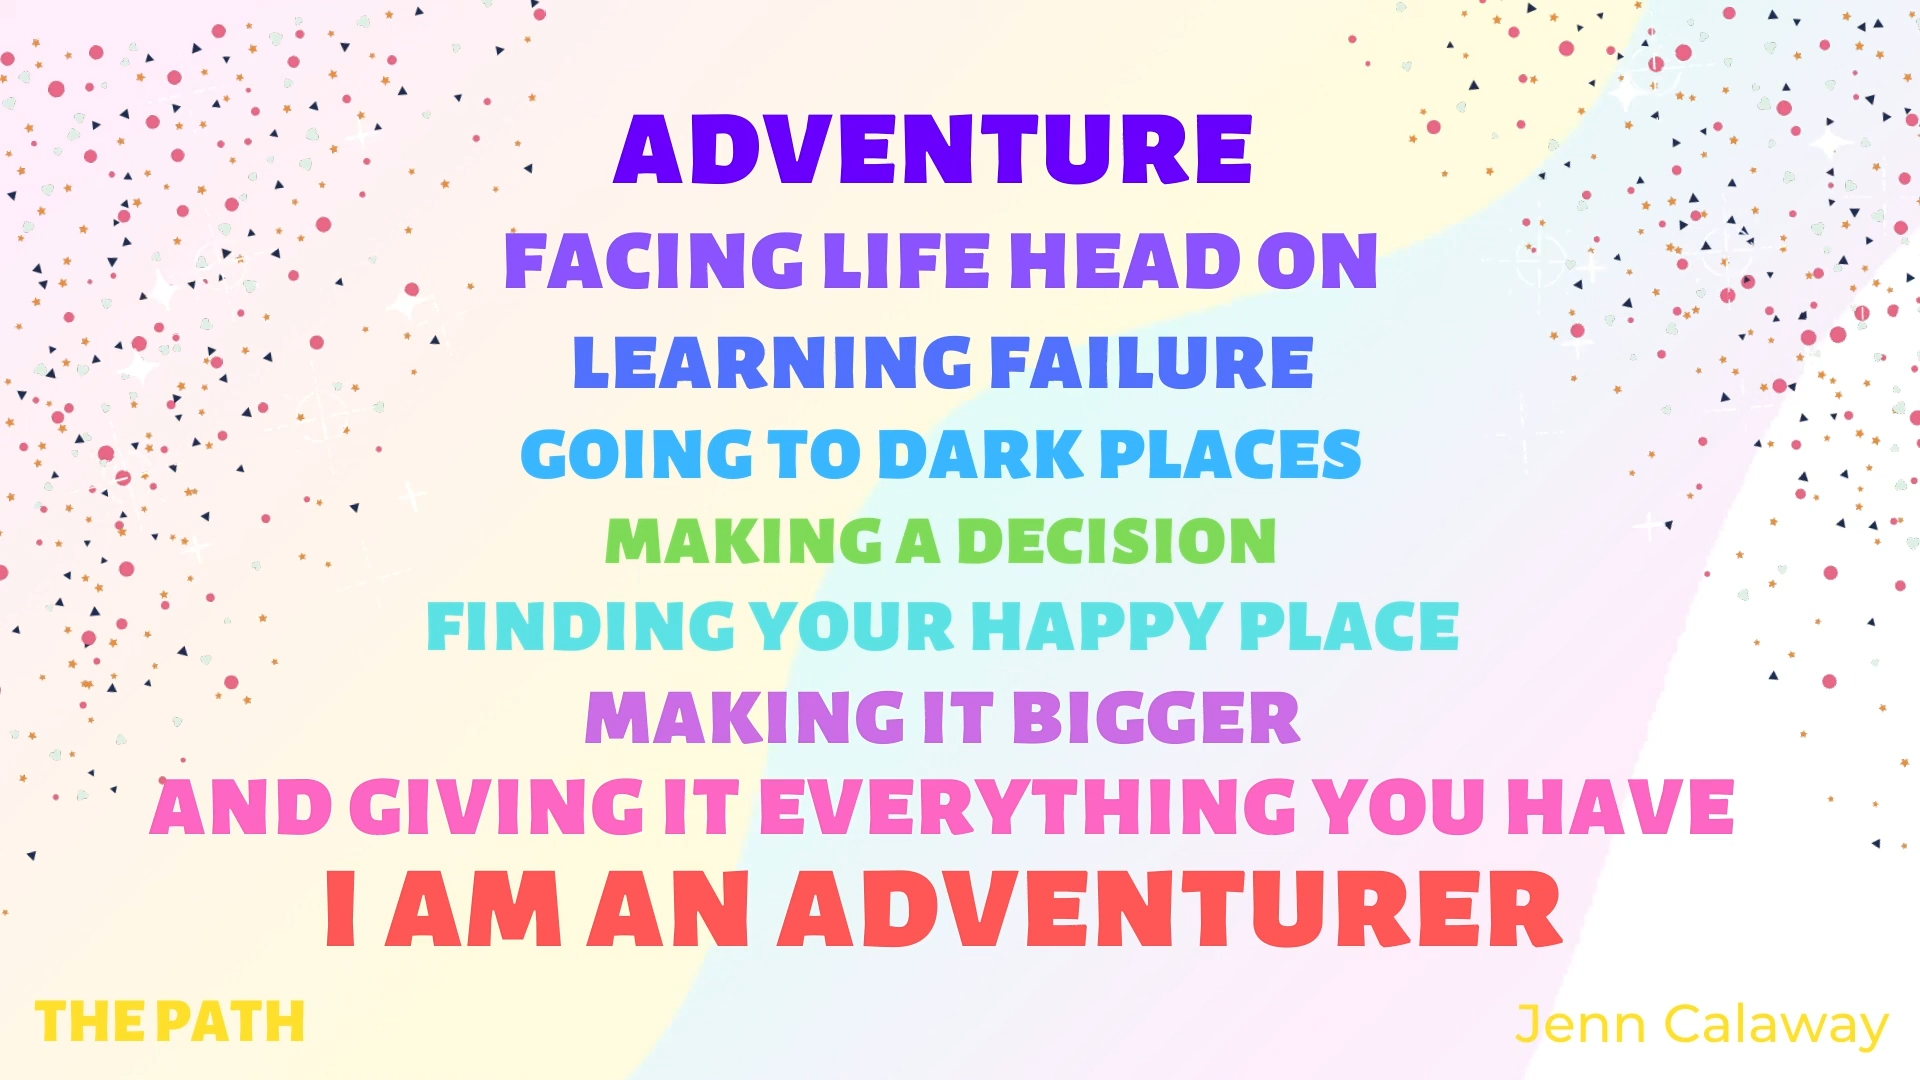 ADVENTURE
FACING LIFE HEAD ON
LEARNING FAILURE
GOING TO DARK PLACES
MAKING A DECISION
FINDING YOUR HAPPY PLACE
MAKING IT BIGGER
AND GIVING IT EVERYTHING YOU HAVE
I AM AN ADVENTURER
THE PATH
Jenn Calaway